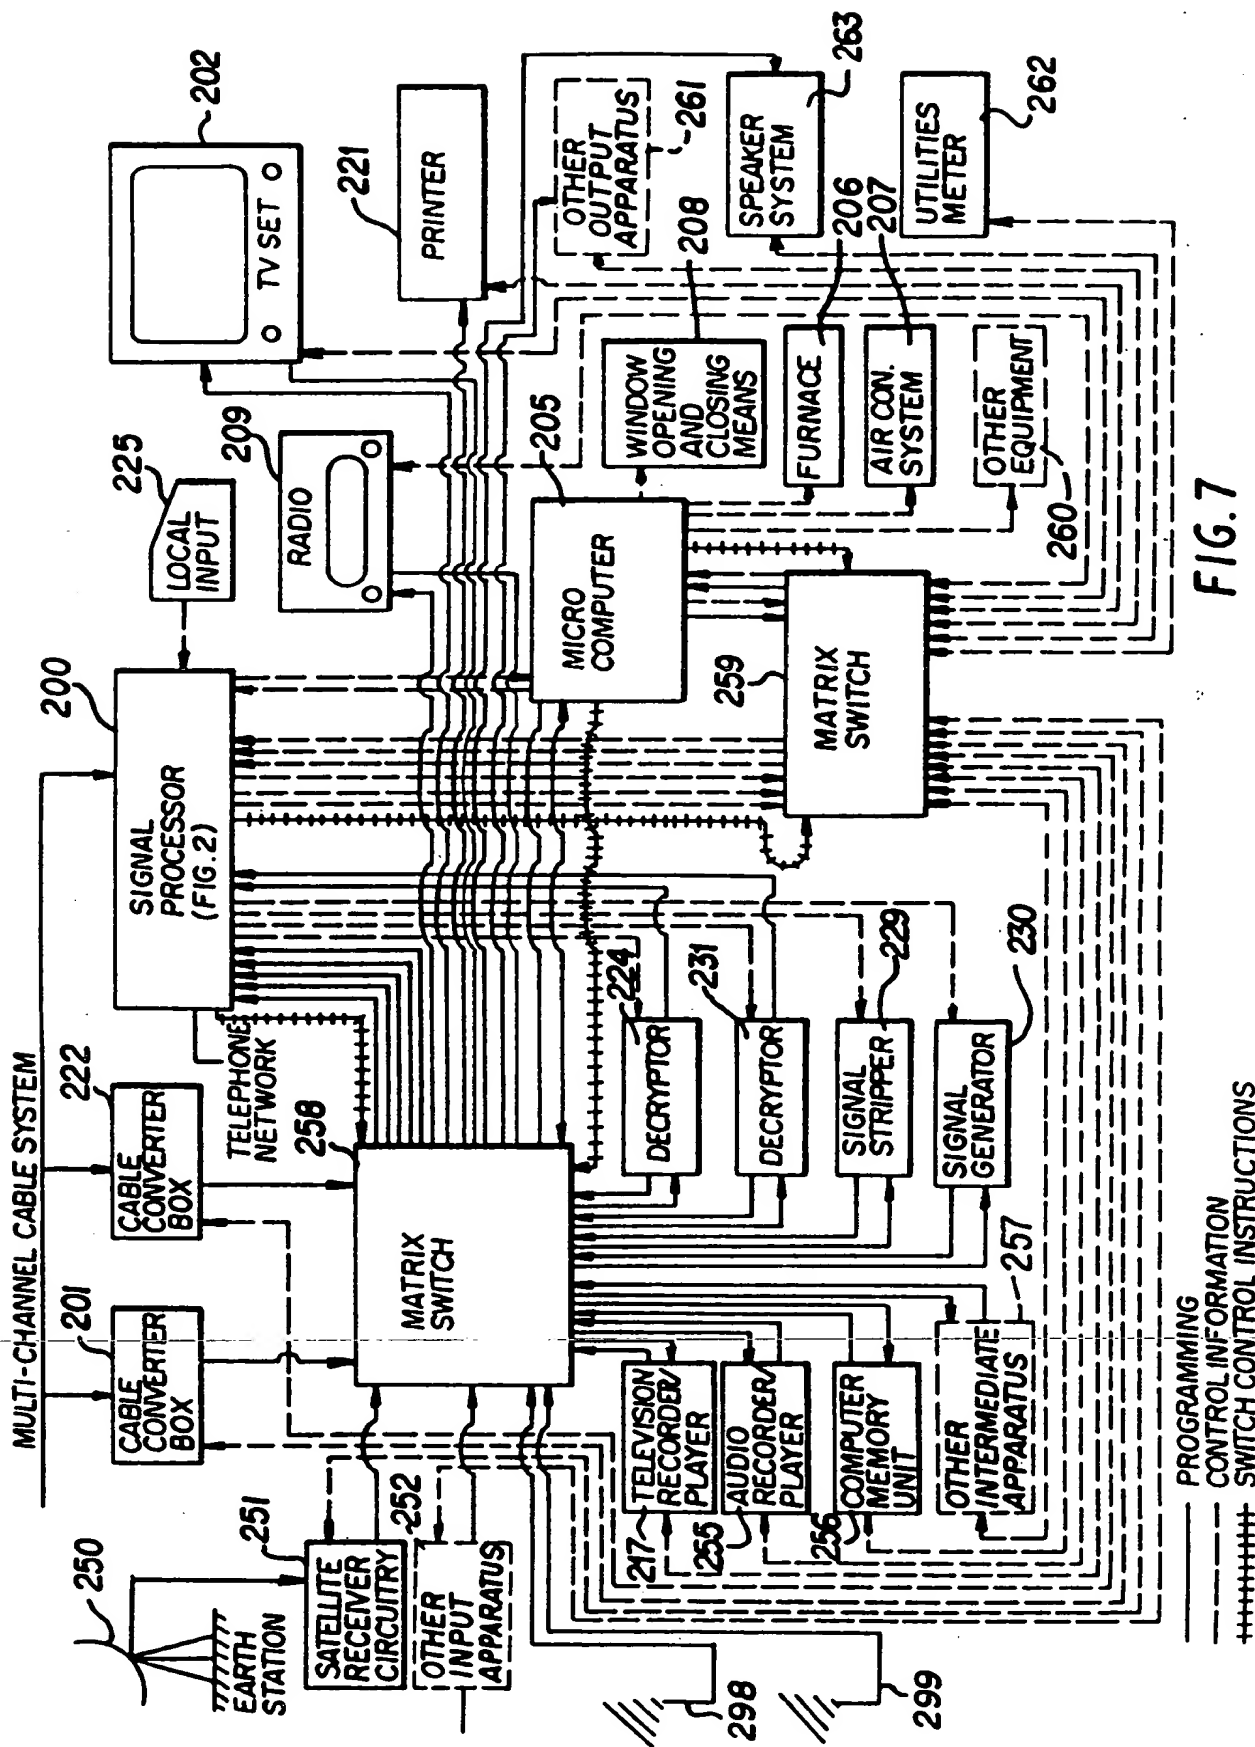 MULTI-CHANNEL CABLE SYSTEM
250
EARTH
STATION
251
SATELLITE
RECEIVER
CIRCUITRY
252
OTHER
INPUT
APPARATUS
298
299
201
CABLE
CONVERTER
BOX
222
CABLE
CONVERTER
BOX
TELEPHONE
NETWORK
258
MATRIX
SWITCH
200
SIGNAL
PROCESSOR
(FIG.2)
225
LOCAL
INPUT
209
RADIO
202
TV SET
221
PRINTER
OTHER
OUTPUT
APPARATUS
261
SPEAKER
SYSTEM
263
UTILITIES
METER
262
205
MICRO
COMPUTER
WINDOW
OPENING
AND
CLOSING
MEANS
208
FURNACE
206
AIR CON.
SYSTEM
207
OTHER
EQUIPMENT
260
259
MATRIX
SWITCH
224
DECRYPTOR
231
DECRYPTOR
SIGNAL
STRIPPER
229
SIGNAL
GENERATOR
230
217
TELEVISION
RECORDER/
PLAYER
255
AUDIO
RECORDER/
PLAYER
256
COMPUTER
MEMORY
UNIT
OTHER
INTERMEDIATE
APPARATUS
257
PROGRAMMING
CONTROL INFORMATION
SWITCH CONTROL INSTRUCTIONS
FIG. 7